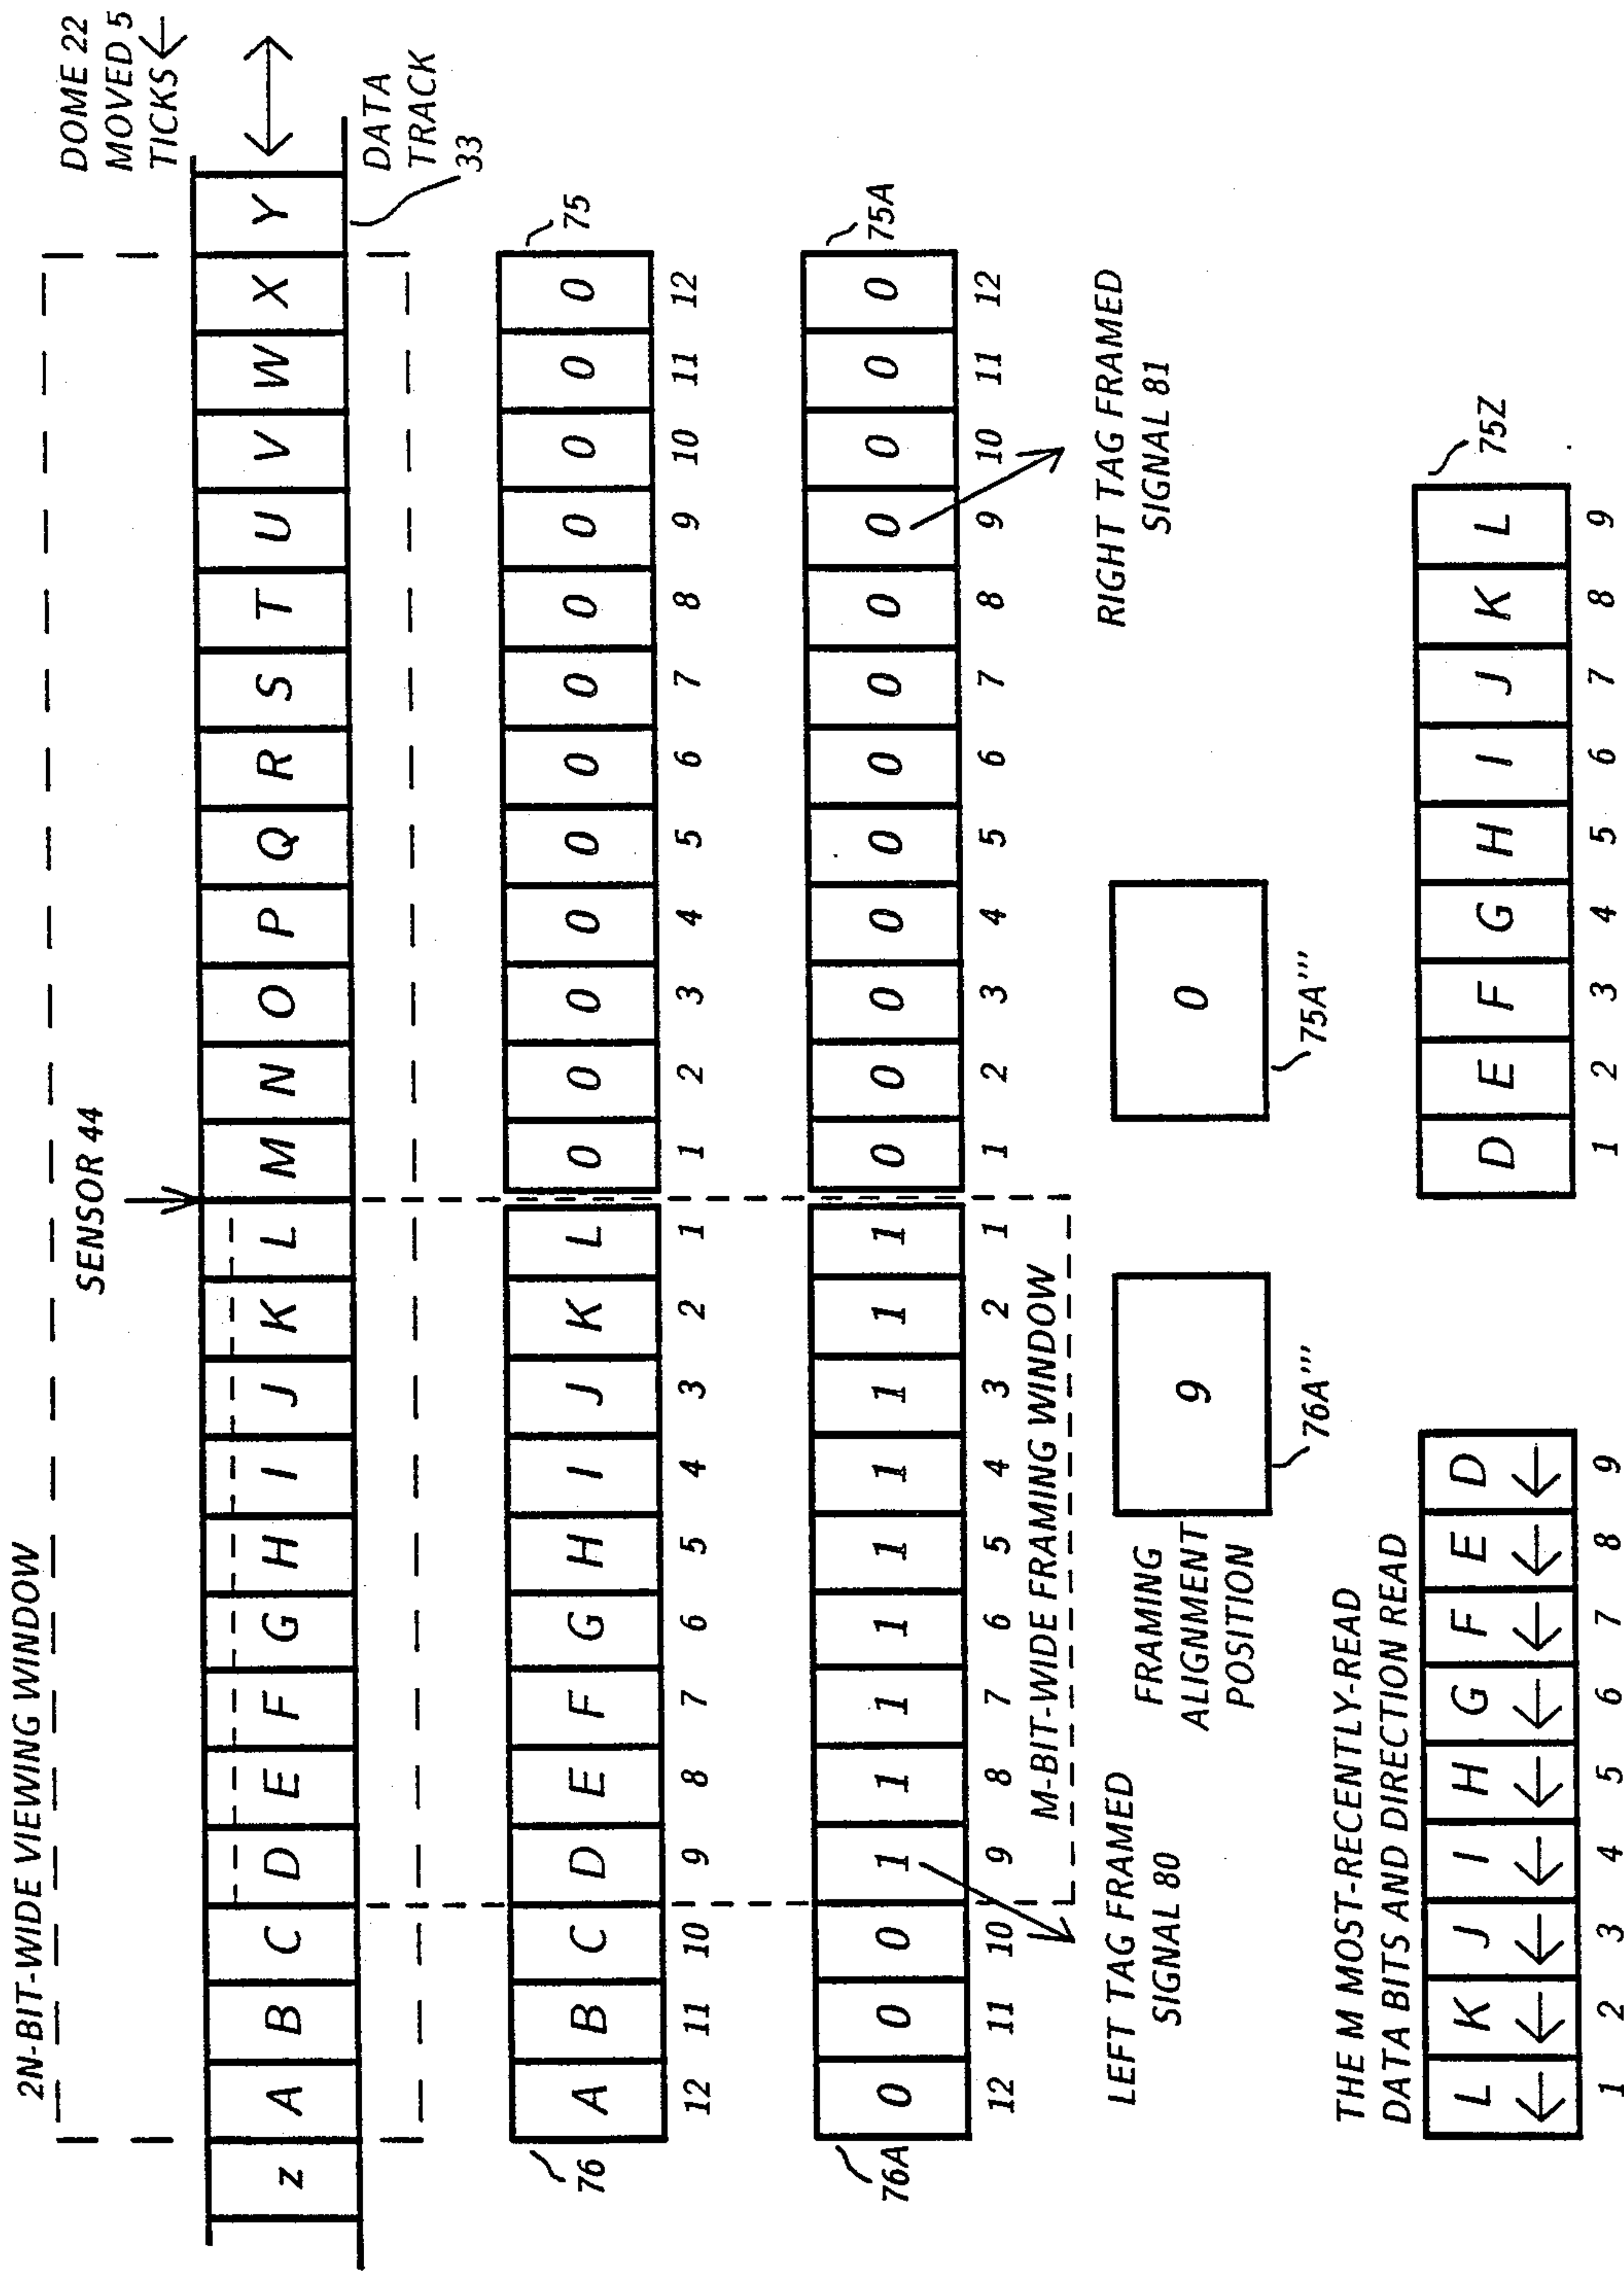 2N-BIT-WIDE VIEWING WINDOW
SENSOR 44
DOME 22
MOVED 5
TICKS ←
z A B C D E F G H I J K L M N O P Q R S T U V W X Y
DATA
TRACK
33
76
A B C D E F G H I J K L
0 0 0 0 0 0 0 0 0 0 0 0
75
12 11 10 9 8 7 6 5 4 3 2 1
1 2 3 4 5 6 7 8 9 10 11 12
76A
0 0 0 1 1 1 1 1 1 1 1 1
0 0 0 0 0 0 0 0 0 0 0 0
75A
12 11 10 9 8 7 6 5 4 3 2 1
1 2 3 4 5 6 7 8 9 10 11 12
M-BIT-WIDE FRAMING WINDOW
LEFT TAG FRAMED
SIGNAL 80
FRAMING
ALIGNMENT
POSITION
9
76A'''
0
75A'''
RIGHT TAG FRAMED
SIGNAL 81
THE M MOST-RECENTLY-READ
DATA BITS AND DIRECTION READ
L K J I H G F E D
← ← ← ← ← ← ← ← ←
1 2 3 4 5 6 7 8 9
D E F G H I J K L
75Z
1 2 3 4 5 6 7 8 9